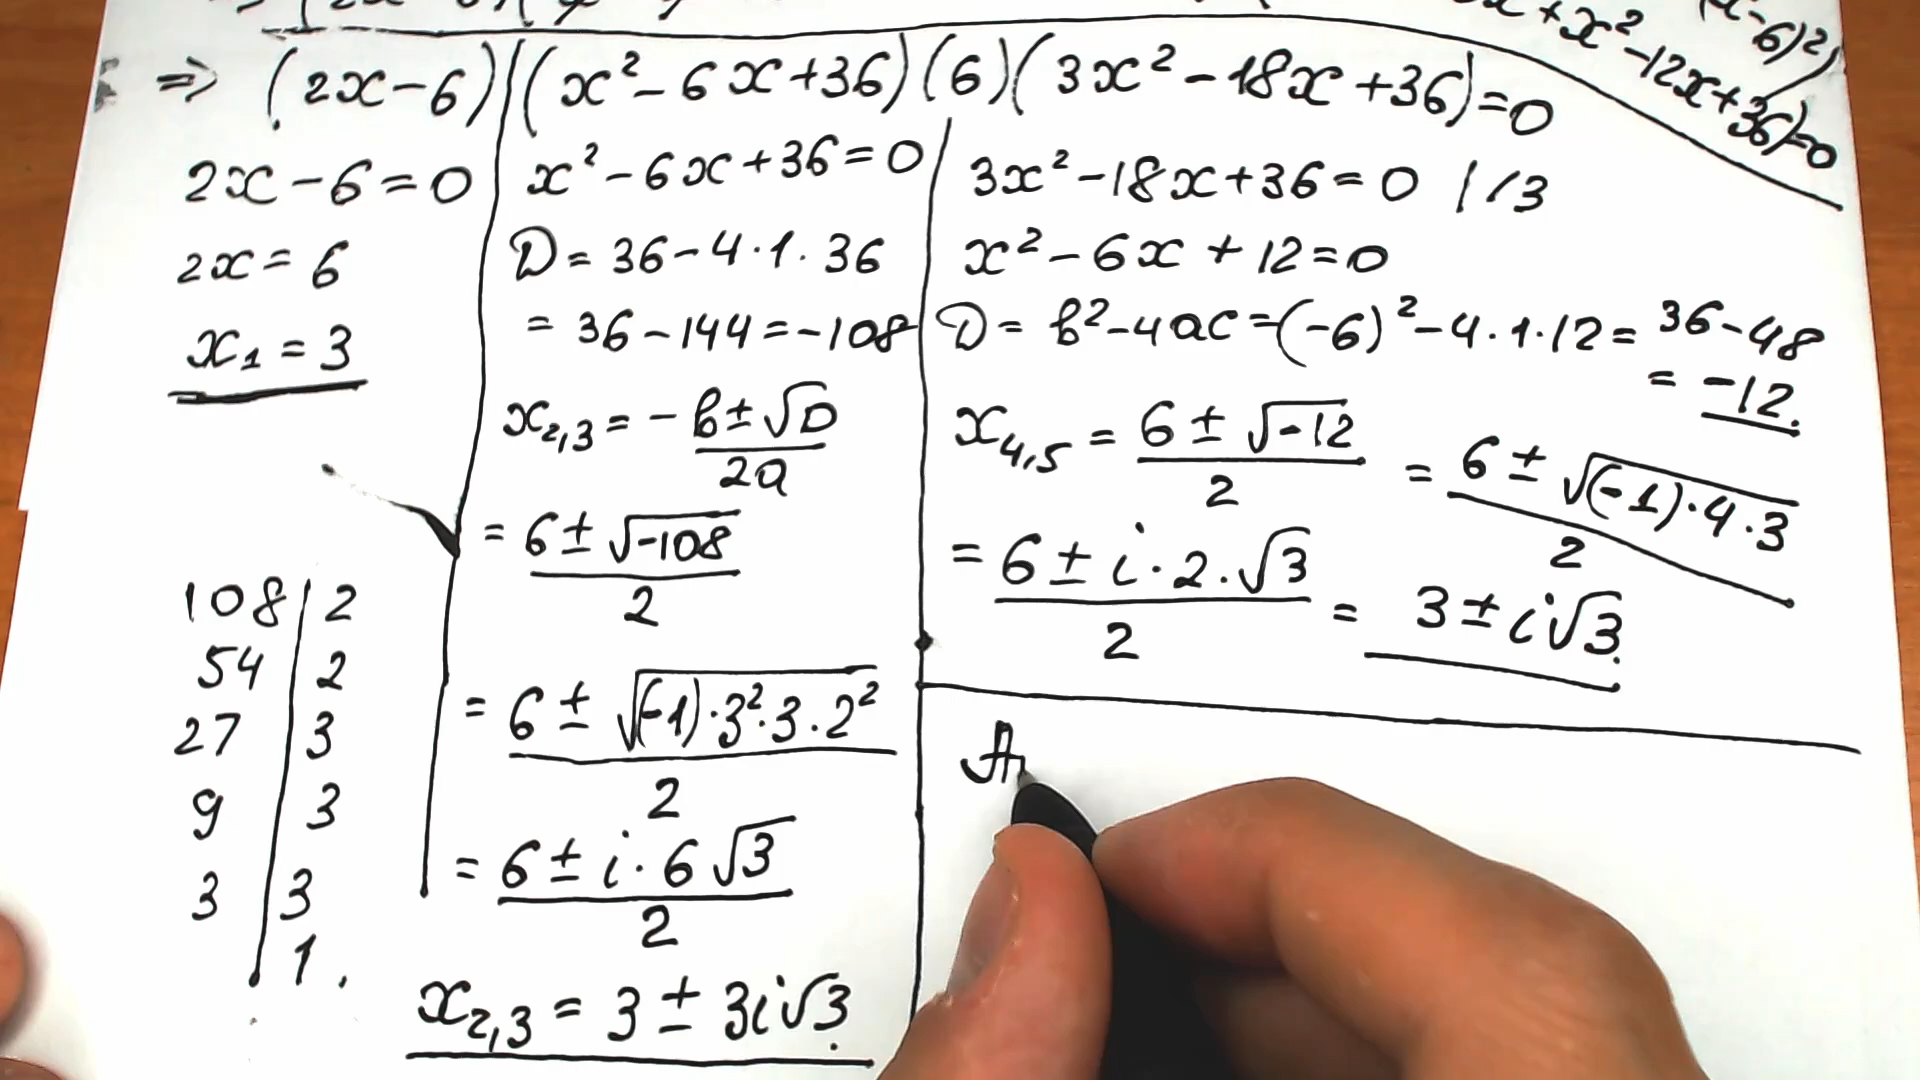 x + x² - 12x + 36) = 0
-6)²)
=> (2x - 6) (x² - 6x + 36) (6) (3x² - 18x + 36) = 0
2x - 6 = 0
2x = 6
x₁ = 3
108 | 2
54 | 2
27 | 3
9 | 3
3 | 3
1.
x² - 6x + 36 = 0
D = 36 - 4 · 1 · 36
= 36 - 144 = -108
x₂,₃ = -b ± √D / 2a
= 6 ± √-108 / 2
= 6 ± √(-1) · 3² · 3 · 2² / 2
= 6 ± i · 6√3 / 2
x₂,₃ = 3 ± 3i√3.
3x² - 18x + 36 = 0 | /3
x² - 6x + 12 = 0
D = b² - 4ac = (-6)² - 4 · 1 · 12 = 36 - 48
= -12.
x₄,₅ = 6 ± √-12 / 2 = 6 ± √(-1) · 4 · 3 / 2
= 6 ± i · 2 · √3 / 2 = 3 ± i√3.